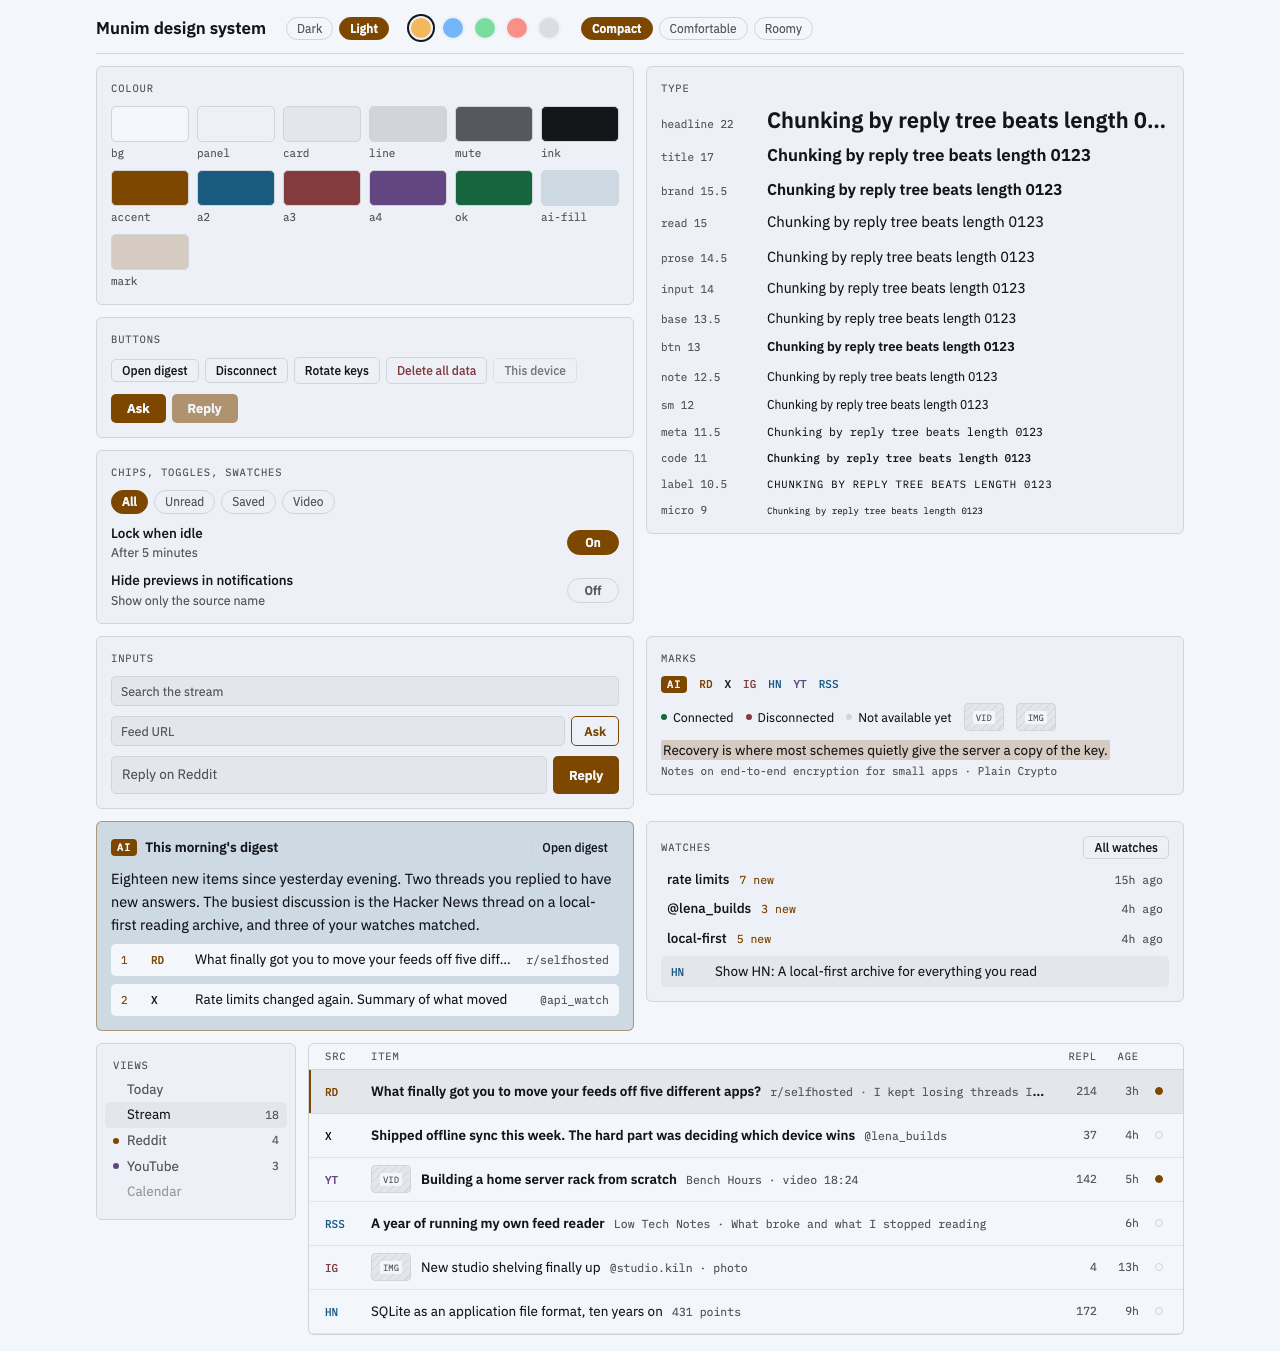 Munim design system
Dark
Light
Compact
Comfortable
Roomy
COLOUR
bg
panel
card
line
mute
ink
accent
a2
a3
a4
ok
ai-fill
mark
TYPE
headline 22
Chunking by reply tree beats length 0...
title 17
Chunking by reply tree beats length 0123
brand 15.5
Chunking by reply tree beats length 0123
read 15
Chunking by reply tree beats length 0123
prose 14.5
Chunking by reply tree beats length 0123
input 14
Chunking by reply tree beats length 0123
base 13.5
Chunking by reply tree beats length 0123
btn 13
Chunking by reply tree beats length 0123
note 12.5
Chunking by reply tree beats length 0123
sm 12
Chunking by reply tree beats length 0123
meta 11.5
Chunking by reply tree beats length 0123
code 11
Chunking by reply tree beats length 0123
label 10.5
CHUNKING BY REPLY TREE BEATS LENGTH 0123
micro 9
Chunking by reply tree beats length 0123
BUTTONS
Open digest
Disconnect
Rotate keys
Delete all data
This device
Ask
Reply
CHIPS, TOGGLES, SWATCHES
All
Unread
Saved
Video
Lock when idle
After 5 minutes
On
Hide previews in notifications
Show only the source name
Off
INPUTS
Search the stream
Feed URL
Ask
Reply on Reddit
Reply
MARKS
AI RD X IG HN YT RSS
Connected
Disconnected
Not available yet
VID
IMG
Recovery is where most schemes quietly give the server a copy of the key.
Notes on end-to-end encryption for small apps · Plain Crypto
AI This morning's digest
Open digest
Eighteen new items since yesterday evening. Two threads you replied to have
new answers. The busiest discussion is the Hacker News thread on a local-
first reading archive, and three of your watches matched.
1 RD What finally got you to move your feeds off five diff... r/selfhosted
2 X Rate limits changed again. Summary of what moved @api_watch
WATCHES
All watches
rate limits 7 new 15h ago
@lena_builds 3 new 4h ago
local-first 5 new 4h ago
HN Show HN: A local-first archive for everything you read
VIEWS
Today
Stream 18
Reddit 4
YouTube 3
Calendar
SRC ITEM REPL AGE
RD What finally got you to move your feeds off five different apps? r/selfhosted · I kept losing threads I... 214 3h
X Shipped offline sync this week. The hard part was deciding which device wins @lena_builds 37 4h
YT VID Building a home server rack from scratch Bench Hours · video 18:24 142 5h
RSS A year of running my own feed reader Low Tech Notes · What broke and what I stopped reading 6h
IG IMG New studio shelving finally up @studio.kiln · photo 4 13h
HN SQLite as an application file format, ten years on 431 points 172 9h